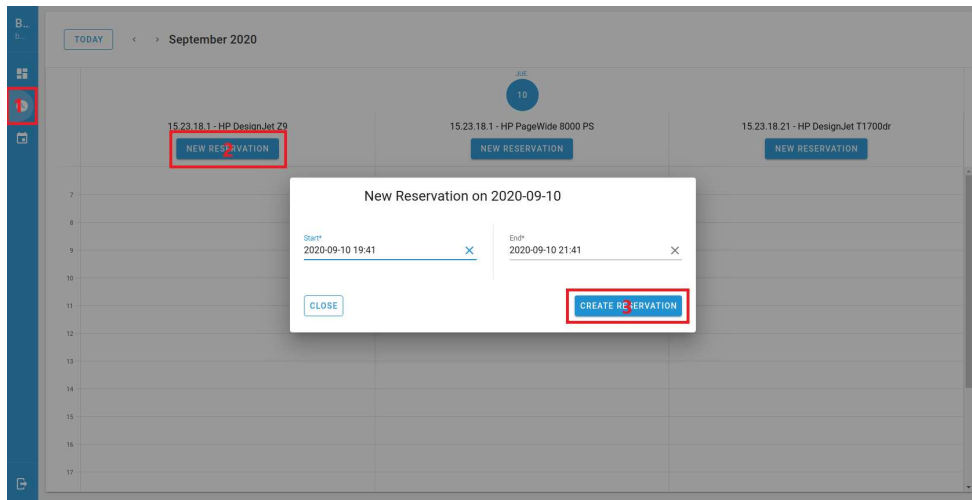 B...
b...
TODAY < > September 2020
1
JUE
10
15.23.18.1 - HP DesignJet Z9
15.23.18.1 - HP PageWide 8000 PS
15.23.18.21 - HP DesignJet T1700dr
NEW RESERVATION
2
NEW RESERVATION
NEW RESERVATION
New Reservation on 2020-09-10
Start*
2020-09-10 19:41
End*
2020-09-10 21:41
CLOSE
CREATE RESERVATION
3
7
8
9
10
11
12
13
14
15
16
17